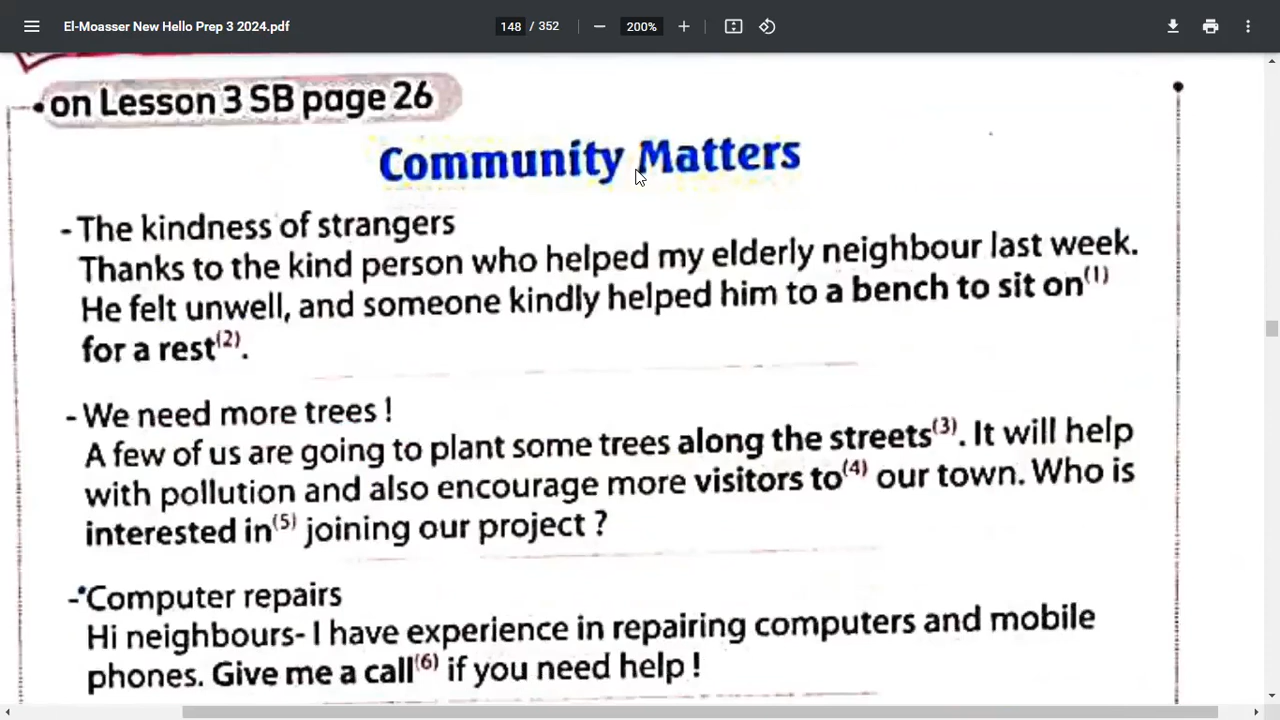 El-Moasser New Hello Prep 3 2024.pdf
148 / 352
200%
on Lesson 3 SB page 26
Community Matters
- The kindness of strangers
Thanks to the kind person who helped my elderly neighbour last week.
He felt unwell, and someone kindly helped him to a bench to sit on(1)
for a rest(2).
- We need more trees !
A few of us are going to plant some trees along the streets(3). It will help
with pollution and also encourage more visitors to(4) our town. Who is
interested in(5) joining our project ?
- Computer repairs
Hi neighbours- I have experience in repairing computers and mobile
phones. Give me a call(6) if you need help !